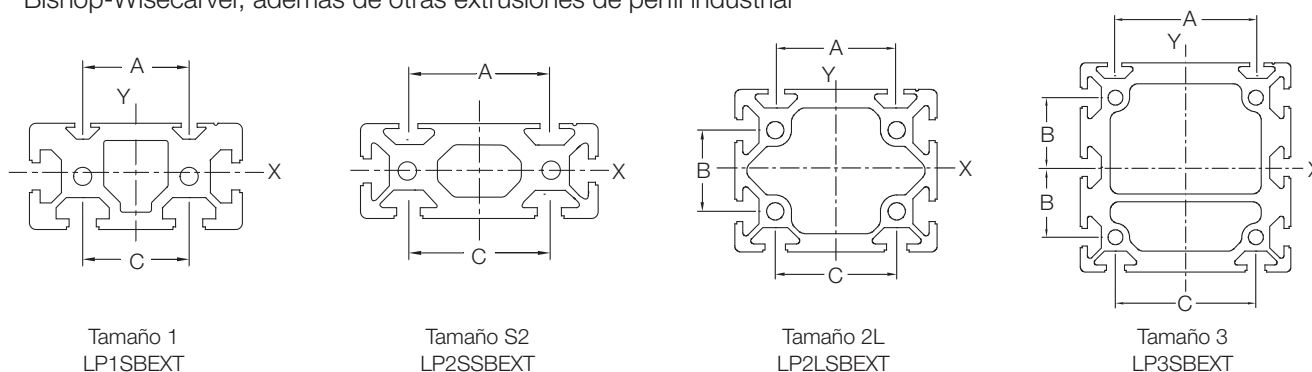 Bishop-Wisecarver, además de otras extrusiones de perfil industrial
A
Y
X
C
Tamaño 1
LP1SBEXT
A
X
C
Tamaño S2
LP2SSBEXT
A
Y
B
X
C
Tamaño 2L
LP2LSBEXT
A
Y
B
X
B
C
Tamaño 3
LP3SBEXT